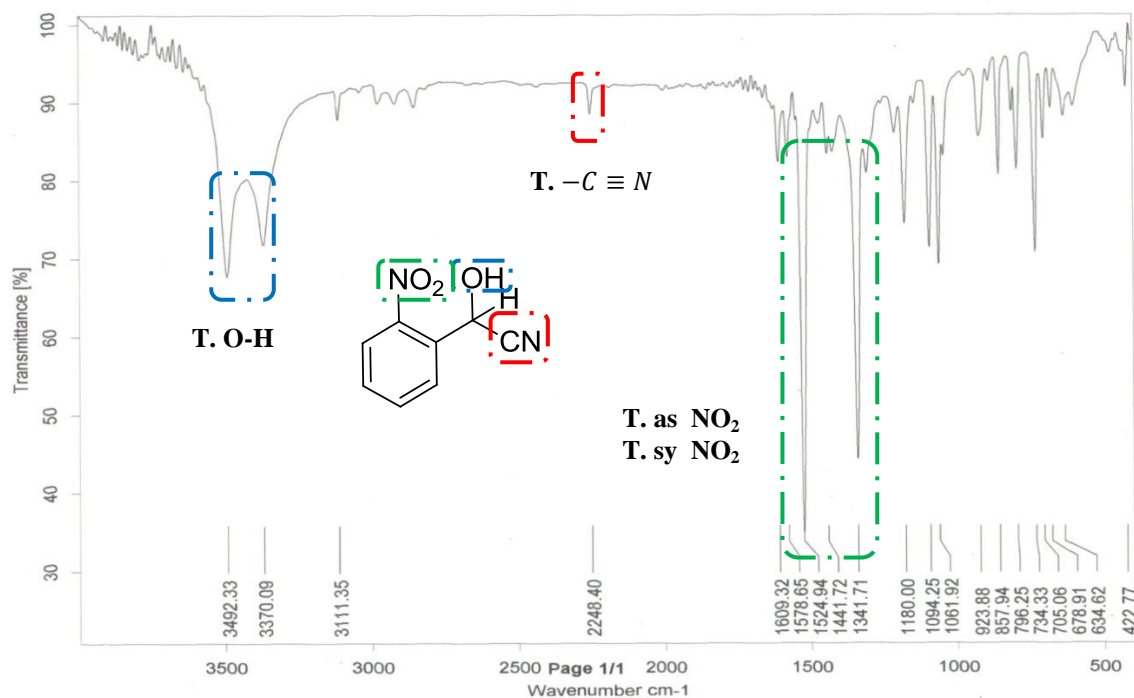 100
90
80
70
60
50
40
30
Transmittance [%]
T. O-H
T. −C ≡ N
NO2
OH
H
CN
T. as NO2
T. sy NO2
3492.33
3370.09
3111.35
2248.40
1609.32
1578.65
1524.94
1441.72
1341.71
1180.00
1094.25
1061.92
923.88
857.94
796.25
734.33
705.06
678.91
634.62
422.77
3500 3000 2500 Page 1/1 2000 1500 1000 500
Wavenumber cm-1